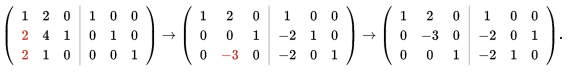 ( 1 2 0 | 1 0 0 ) → ( 1 2 0 | 1 0 0 ) → ( 1 2 0 | 1 0 0 ).
( 2 4 1 | 0 1 0 ) ( 0 0 1 | −2 1 0 ) ( 0 −3 0 | −2 0 1 )
( 2 1 0 | 0 0 1 ) ( 0 −3 0 | −2 0 1 ) ( 0 0 1 | −2 1 0 )